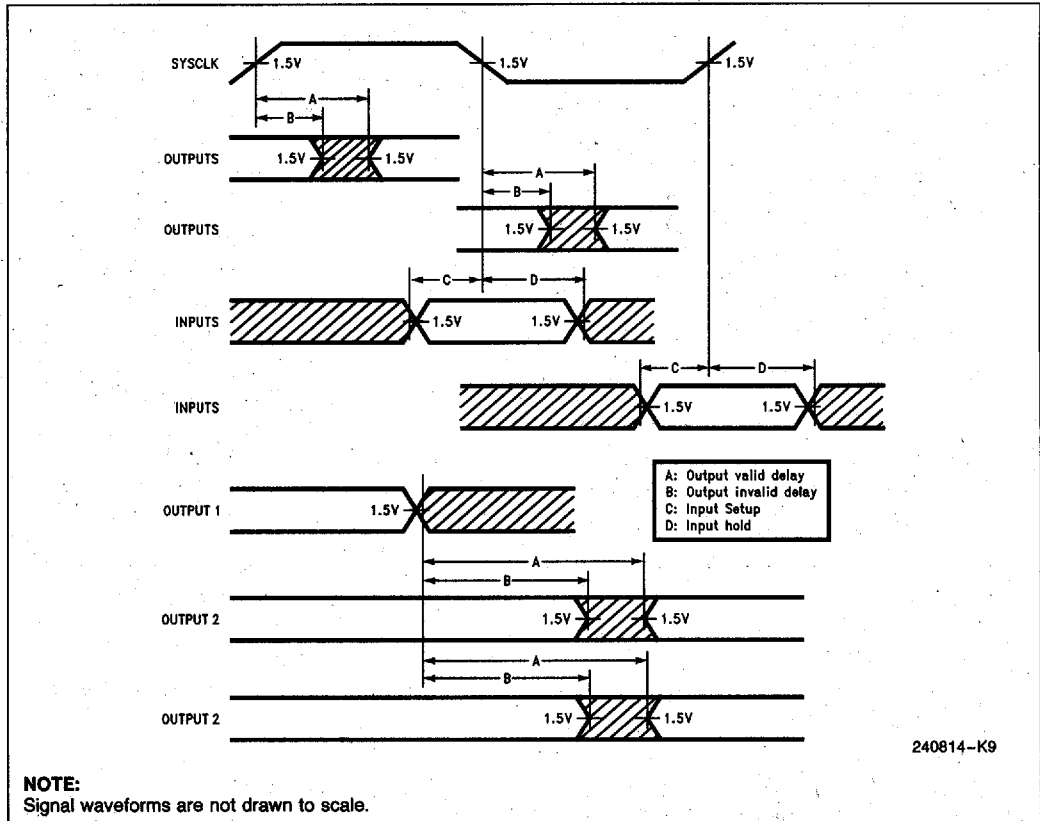 SYSCLK 1.5V 1.5V 1.5V
A
B
OUTPUTS 1.5V 1.5V
A
B
OUTPUTS 1.5V 1.5V
C D
INPUTS 1.5V 1.5V
C D
INPUTS 1.5V 1.5V
A: Output valid delay
B: Output invalid delay
C: Input Setup
D: Input hold
OUTPUT 1 1.5V
A
B
OUTPUT 2 1.5V 1.5V
A
B
OUTPUT 2 1.5V 1.5V
240814–K9
NOTE:
Signal waveforms are not drawn to scale.